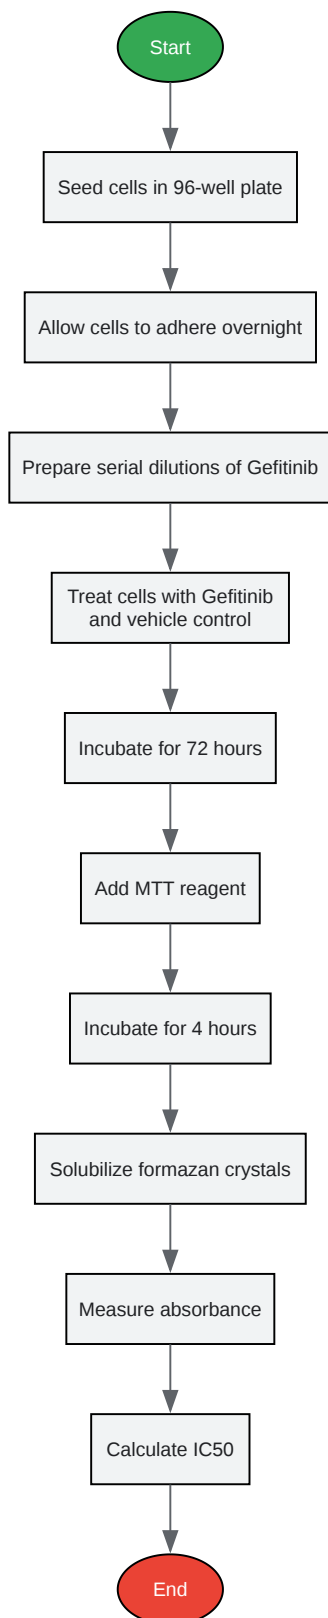 Start
Seed cells in 96-well plate
Allow cells to adhere overnight
Prepare serial dilutions of Gefitinib
Treat cells with Gefitinib
and vehicle control
Incubate for 72 hours
Add MTT reagent
Incubate for 4 hours
Solubilize formazan crystals
Measure absorbance
Calculate IC50
End